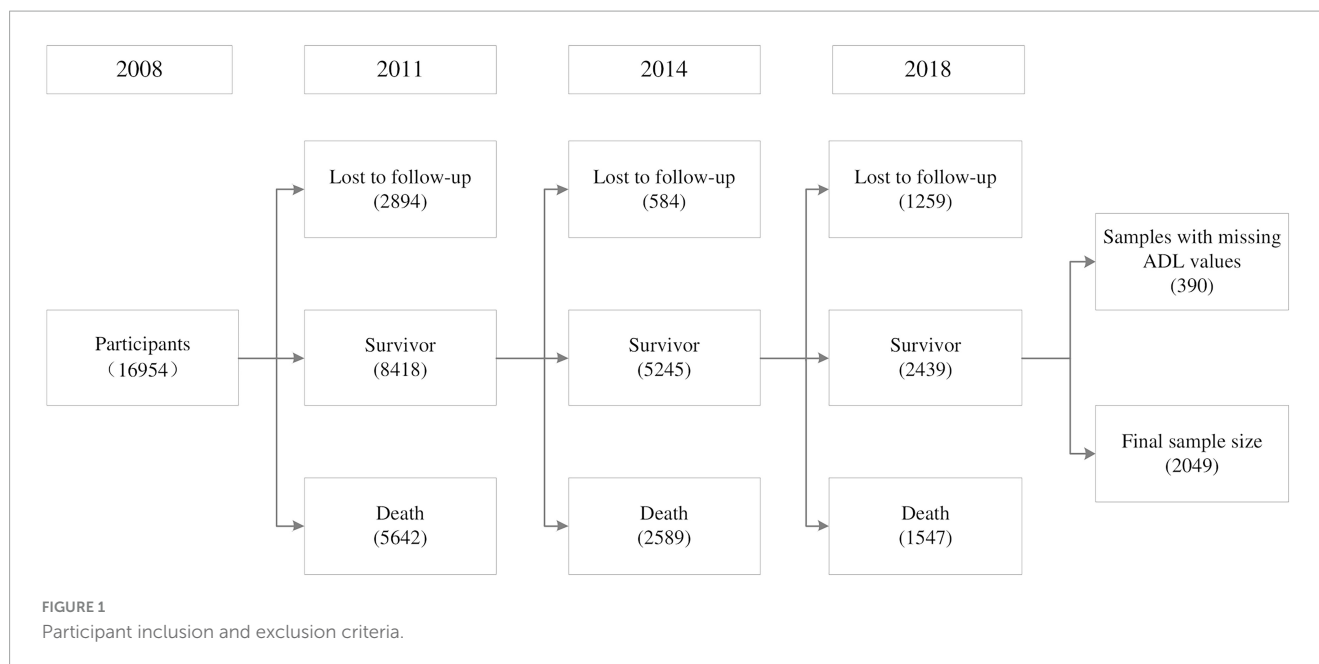 2008
2011
2014
2018
Lost to follow-up
(2894)
Lost to follow-up
(584)
Lost to follow-up
(1259)
Samples with missing
ADL values
(390)
Participants
（16954）
Survivor
(8418)
Survivor
(5245)
Survivor
(2439)
Final sample size
(2049)
Death
(5642)
Death
(2589)
Death
(1547)
FIGURE 1
Participant inclusion and exclusion criteria.